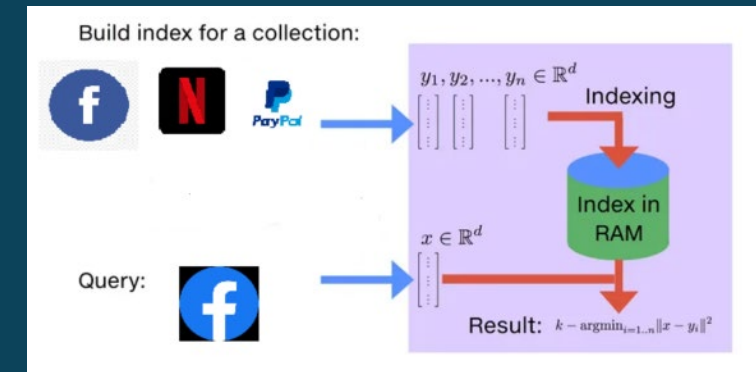 Build index for a collection:
f
N
PayPal
y₁, y₂, ..., yₙ ∈ ℝᵈ
Indexing
Index in
RAM
x ∈ ℝᵈ
Query:
f
Result: k − argminᵢ₌₁..ₙ‖x − yᵢ‖²